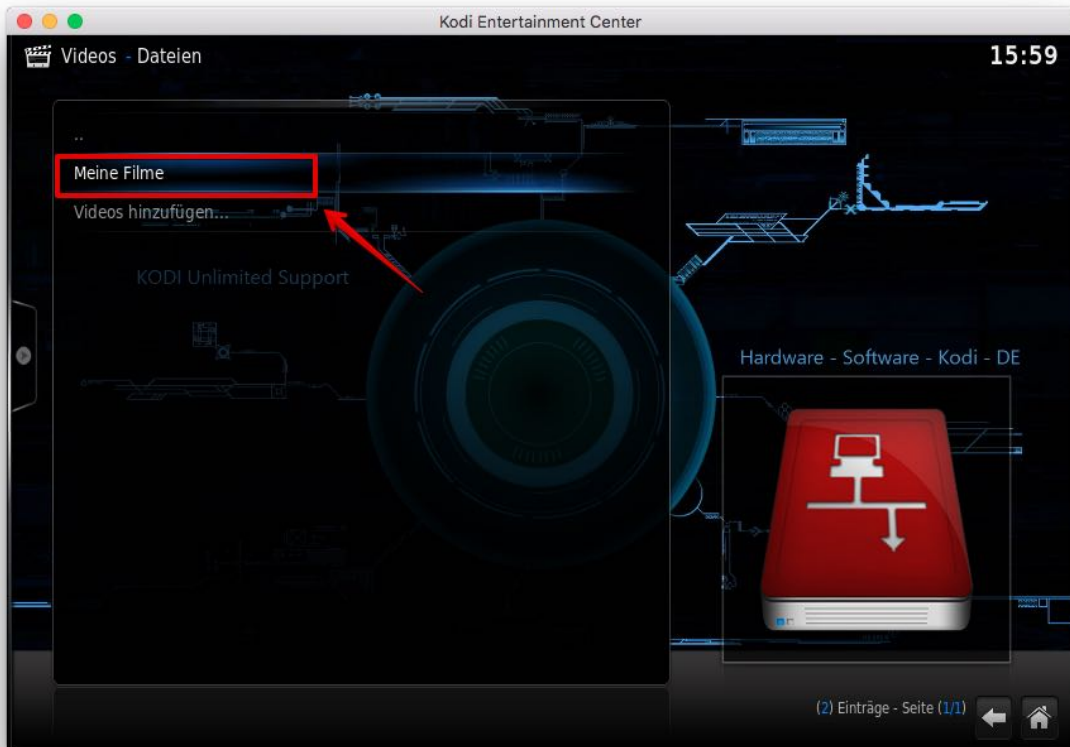 Kodi Entertainment Center
Videos - Dateien
15:59
..
Meine Filme
Videos hinzufügen...
KODI Unlimited Support
Hardware - Software - Kodi - DE
(2) Einträge - Seite (1/1)